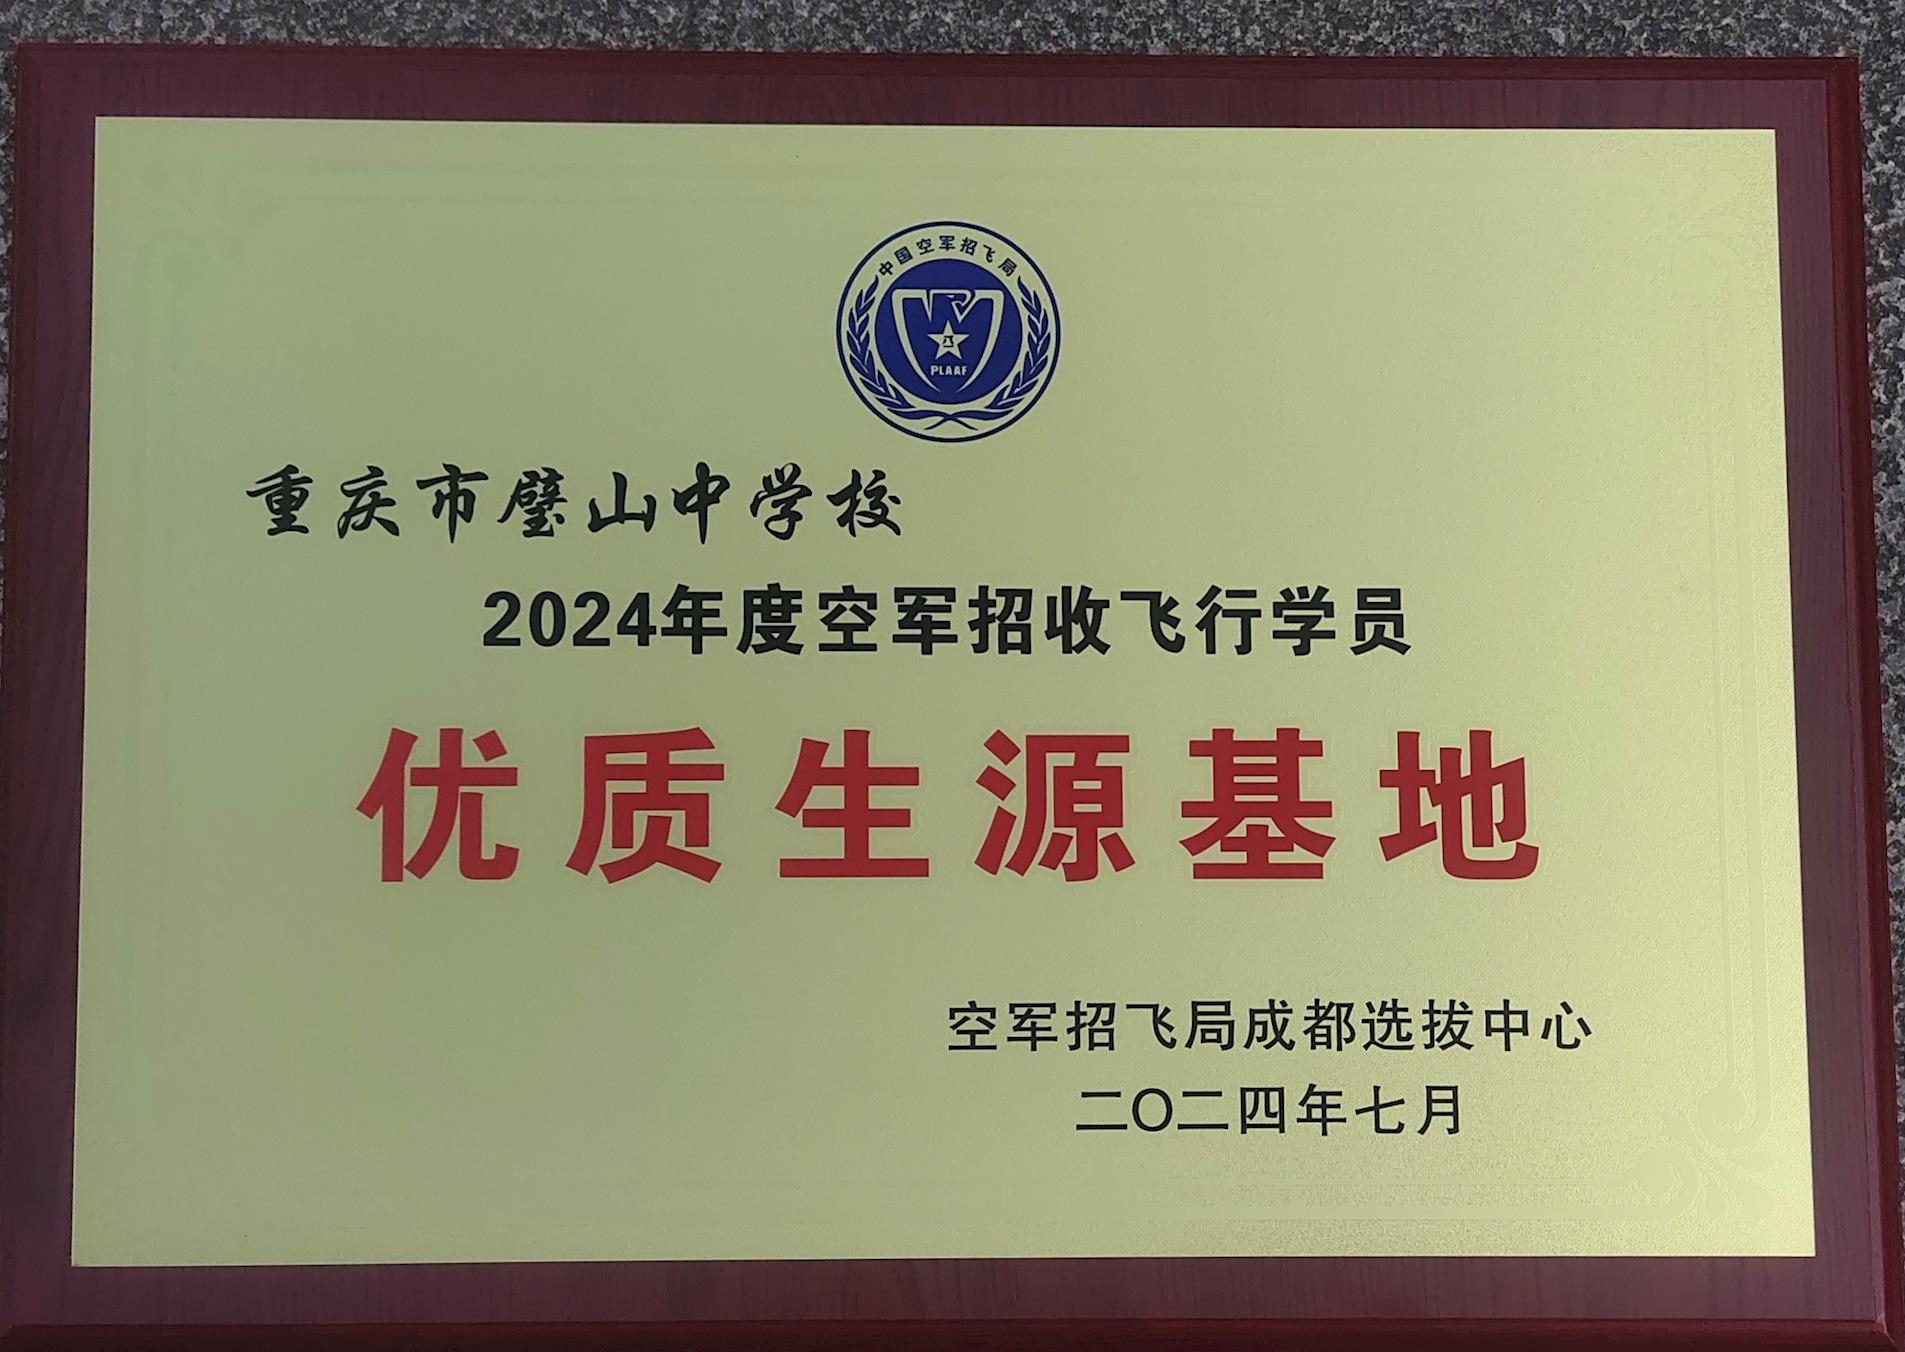 中国空军招飞局
八一
PLAAF
重庆市璧山中学校
2024年度空军招收飞行学员
优质生源基地
空军招飞局成都选拔中心
二〇二四年七月